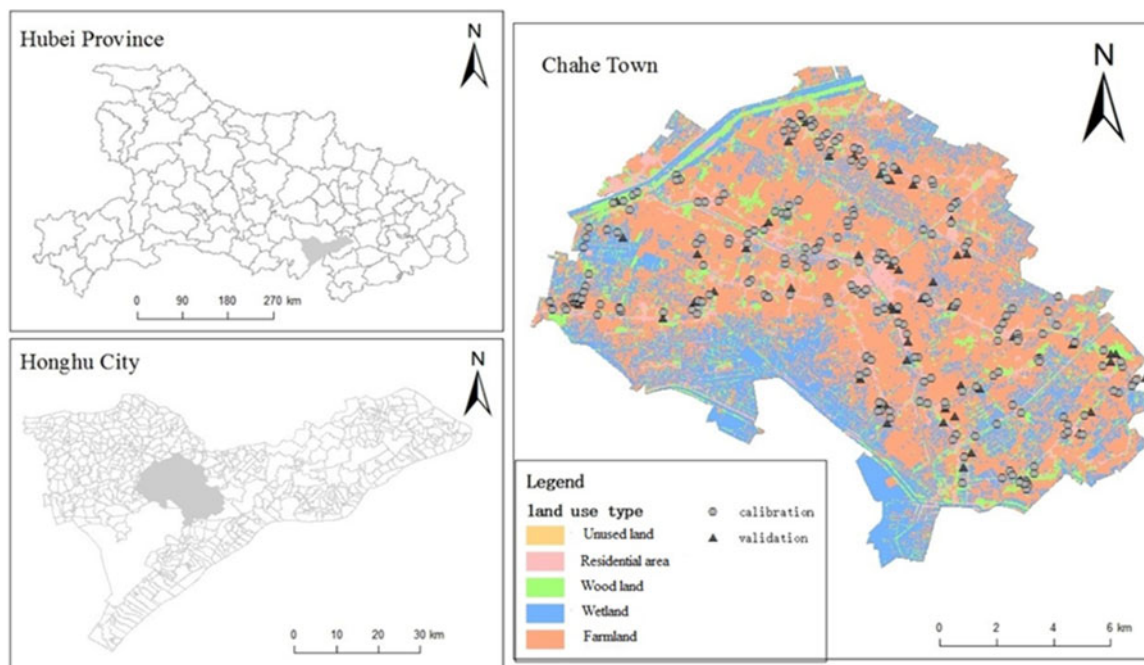 Hubei Province
N
0 90 180 270 km
Honghu City
N
0 10 20 30 km
Chahe Town
N
Legend
land use type
Unused land
Residential area
Wood land
Wetland
Farmland
calibration
validation
0 2 4 6 km